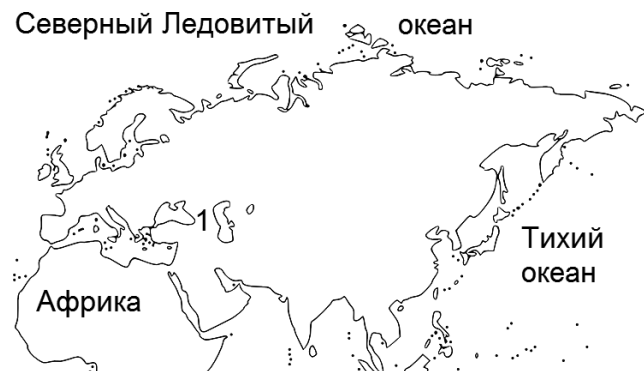 Северный Ледовитый океан
1
Тихий
океан
Африка